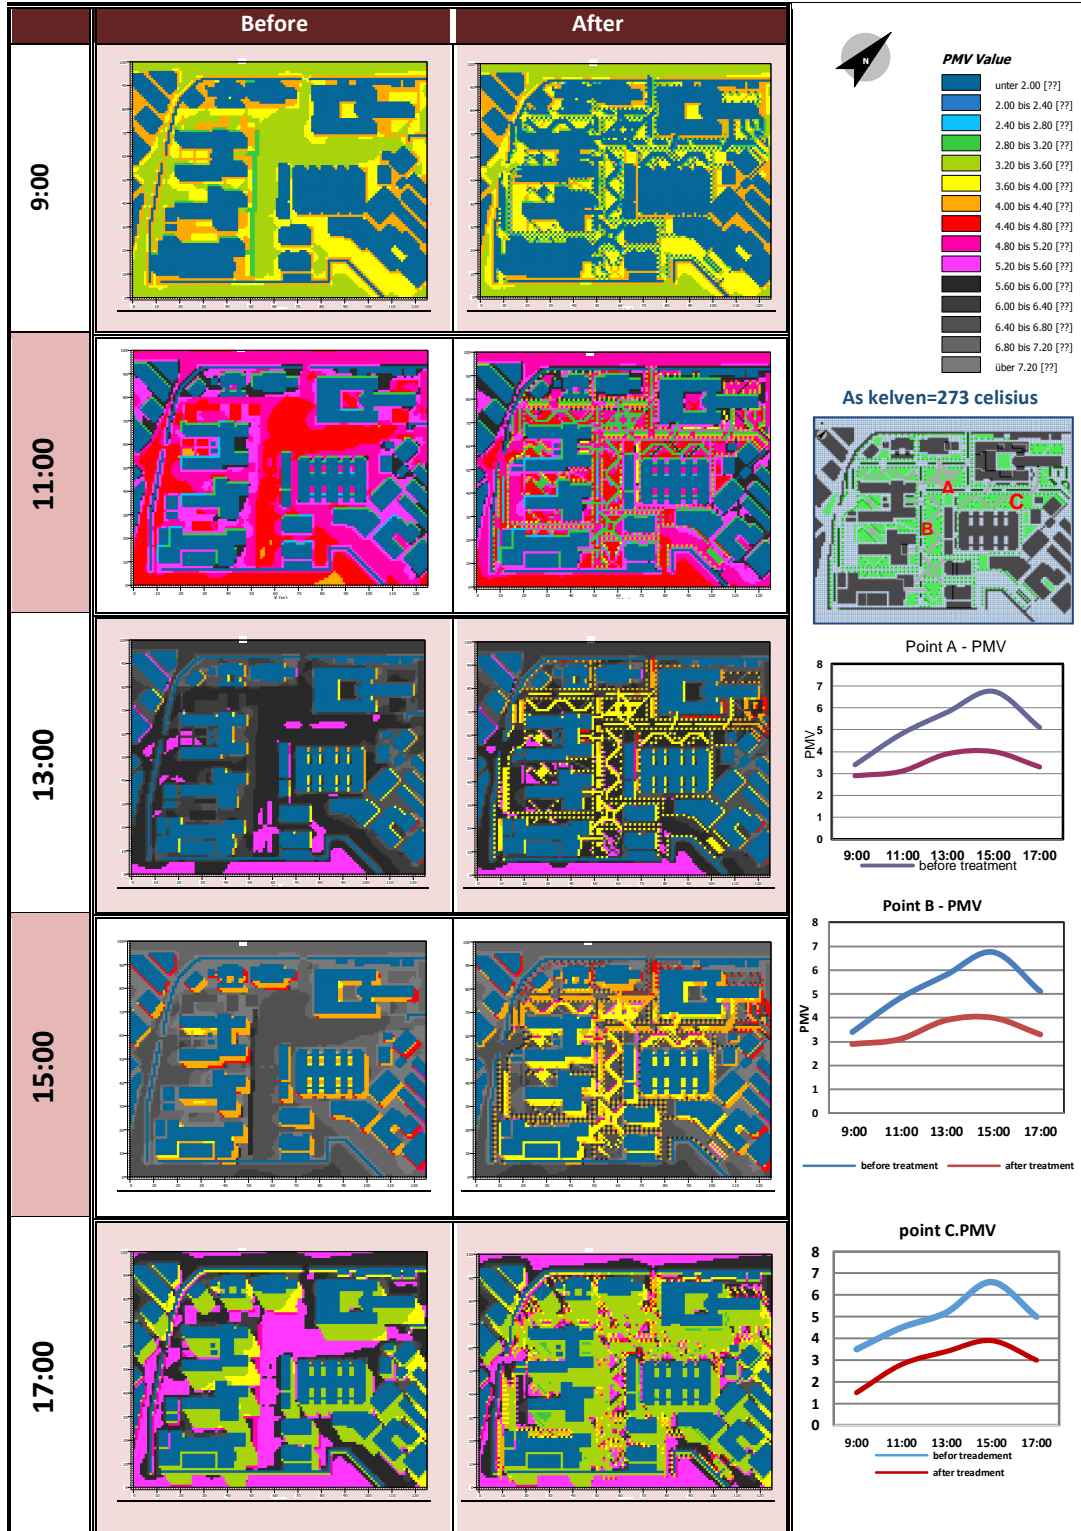 Before
After
9:00
11:00
13:00
15:00
17:00
N
PMV Value
unter 2.00 [??]
2.00 bis 2.40 [??]
2.40 bis 2.80 [??]
2.80 bis 3.20 [??]
3.20 bis 3.60 [??]
3.60 bis 4.00 [??]
4.00 bis 4.40 [??]
4.40 bis 4.80 [??]
4.80 bis 5.20 [??]
5.20 bis 5.60 [??]
5.60 bis 6.00 [??]
6.00 bis 6.40 [??]
6.40 bis 6.80 [??]
6.80 bis 7.20 [??]
über 7.20 [??]
As kelven=273 celisius
A
C
B
Point A - PMV
PMV
8
7
6
5
4
3
2
1
0
9:00 11:00 13:00 15:00 17:00
before treatment
Point B - PMV
PMV
8
7
6
5
4
3
2
1
0
9:00 11:00 13:00 15:00 17:00
before treatment after treatment
point C.PMV
8
7
6
5
4
3
2
1
0
9:00 11:00 13:00 15:00 17:00
befor treadement
after treadment